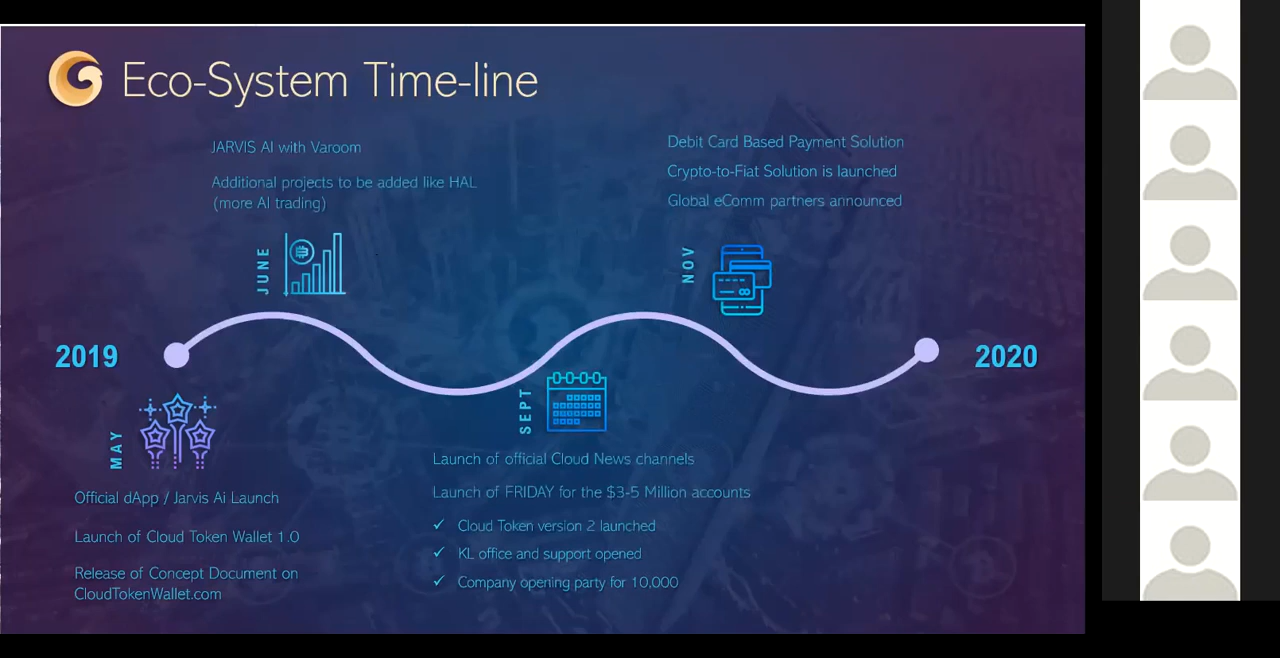 Eco-System Time-line
JARVIS AI with Varoom
Additional projects to be added like HAL
(more AI trading)
JUNE
Debit Card Based Payment Solution
Crypto-to-Fiat Solution is launched
Global eComm partners announced
NOV
2019
2020
MAY
Official dApp / Jarvis Ai Launch
Launch of Cloud Token Wallet 1.0
Release of Concept Document on
CloudTokenWallet.com
SEPT
Launch of official Cloud News channels
Launch of FRIDAY for the $3-5 Million accounts
✓ Cloud Token version 2 launched
✓ KL office and support opened
✓ Company opening party for 10,000